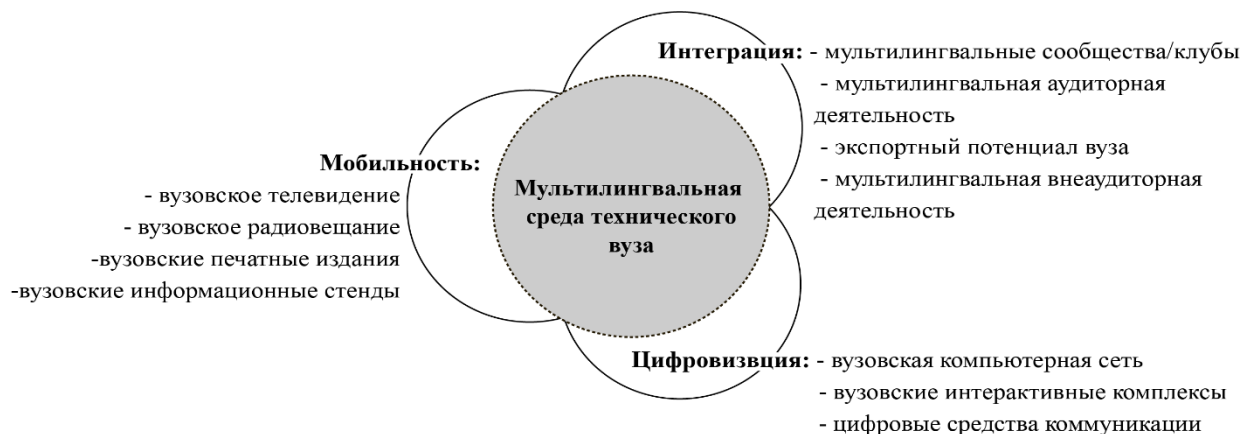 Интеграция: - мультилингвальные сообщества/клубы
- мультилингвальная аудиторная
деятельность
- экспортный потенциал вуза
- мультилингвальная внеаудиторная
деятельность
Мобильность:
- вузовское телевидение
- вузовское радиовещание
-вузовские печатные издания
-вузовские информационные стенды
Мультилингвальная
среда технического
вуза
Цифровизвция: - вузовская компьютерная сеть
- вузовские интерактивные комплексы
- цифровые средства коммуникации